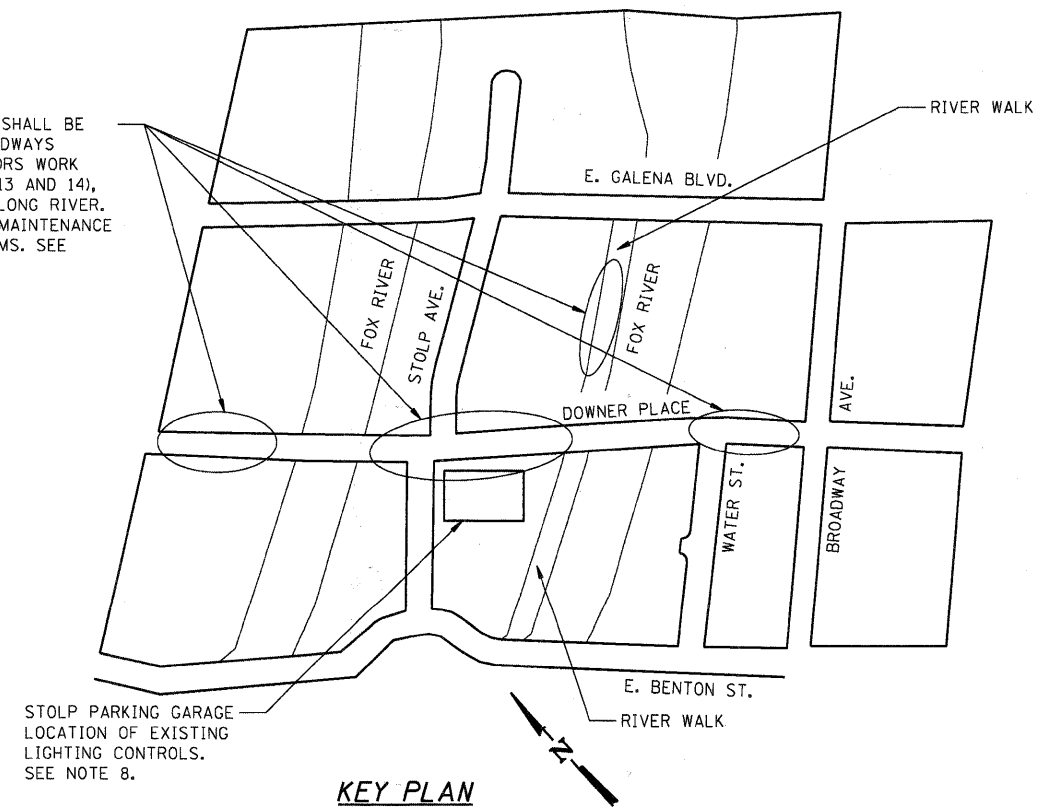 SHALL BE
DWAYS
ORS WORK
13 AND 14),
LONG RIVER.
MAINTENANCE
MS. SEE
RIVER WALK
E. GALENA BLVD.
FOX RIVER
STOLP AVE.
FOX RIVER
DOWNER PLACE
AVE.
WATER ST.
BROADWAY
E. BENTON ST.
RIVER WALK
STOLP PARKING GARAGE
LOCATION OF EXISTING
LIGHTING CONTROLS.
SEE NOTE 8.
N
KEY PLAN